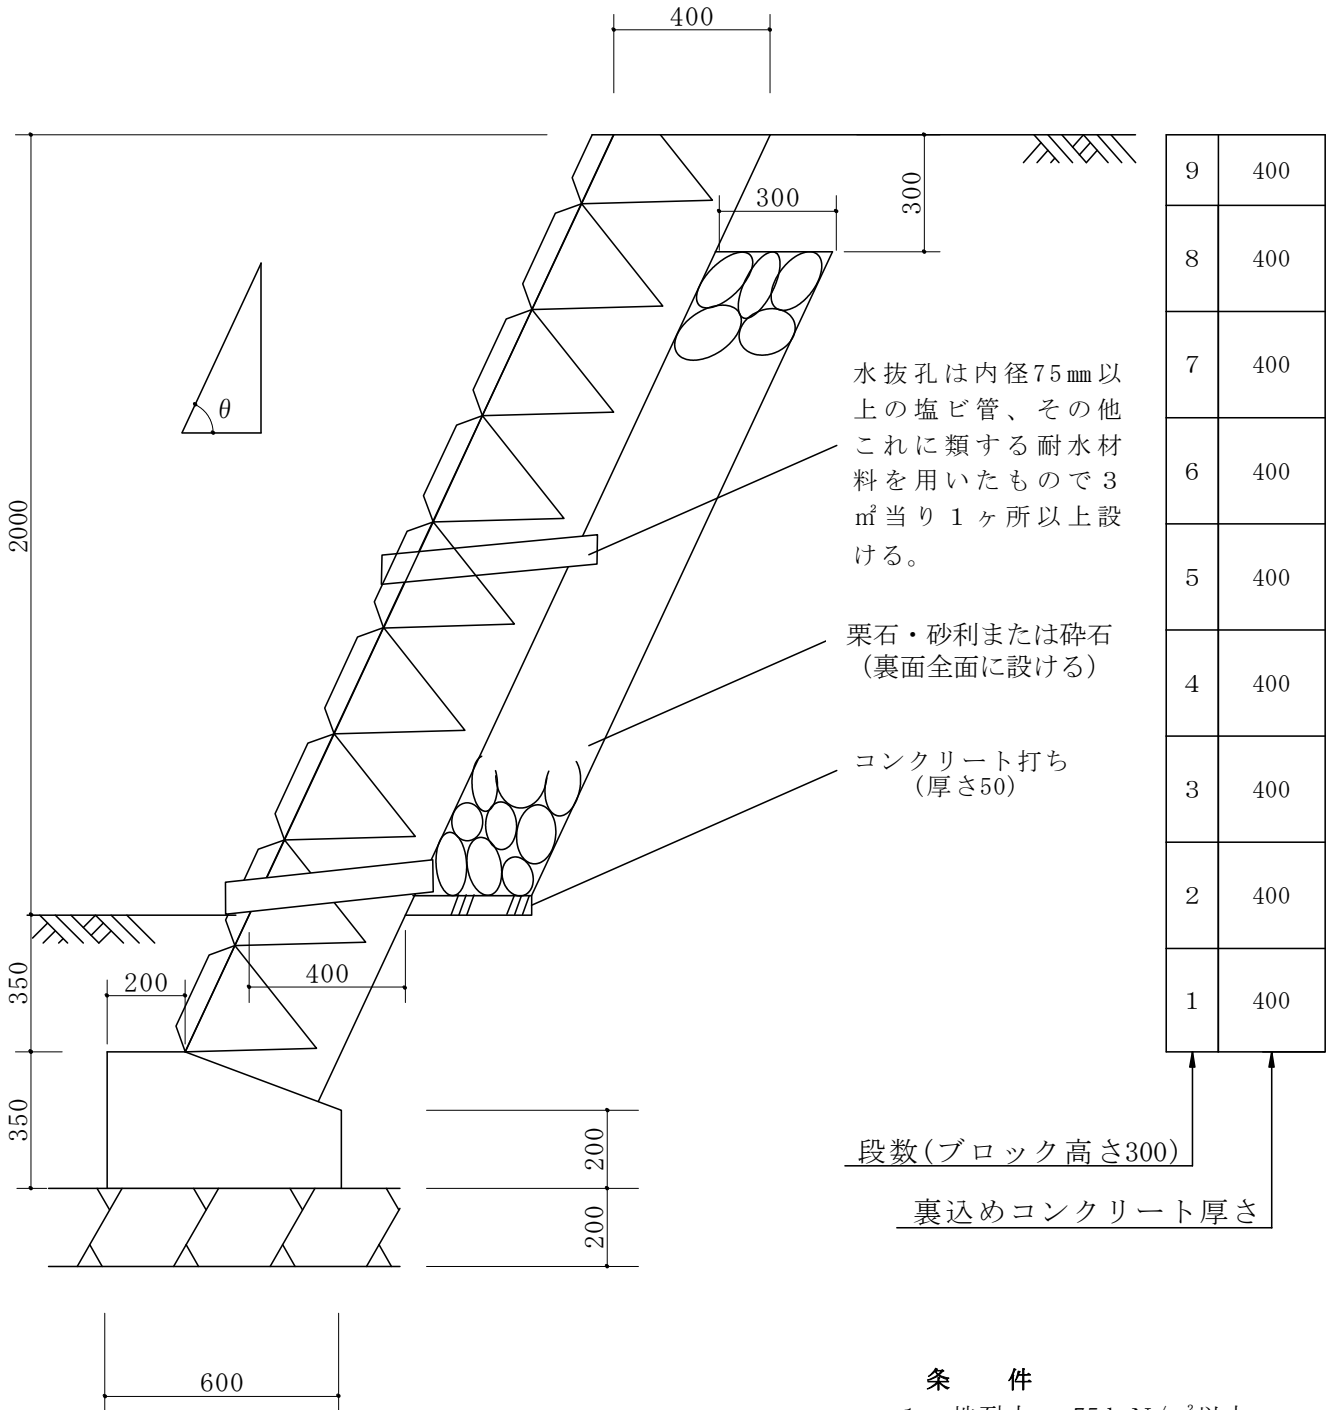 400
300
300
9 400
8 400
7 400
6 400
5 400
4 400
3 400
2 400
1 400
θ
水抜孔は内径75㎜以
上の塩ビ管、その他
これに類する耐水材
料を用いたもので3
㎡当り1ヶ所以上設
ける。
2000
栗石・砂利または砕石
(裏面全面に設ける)
コンクリート打ち
(厚さ50)
350
200
400
350
200
200
段数(ブロック高さ300)
裏込めコンクリート厚さ
600
条 件